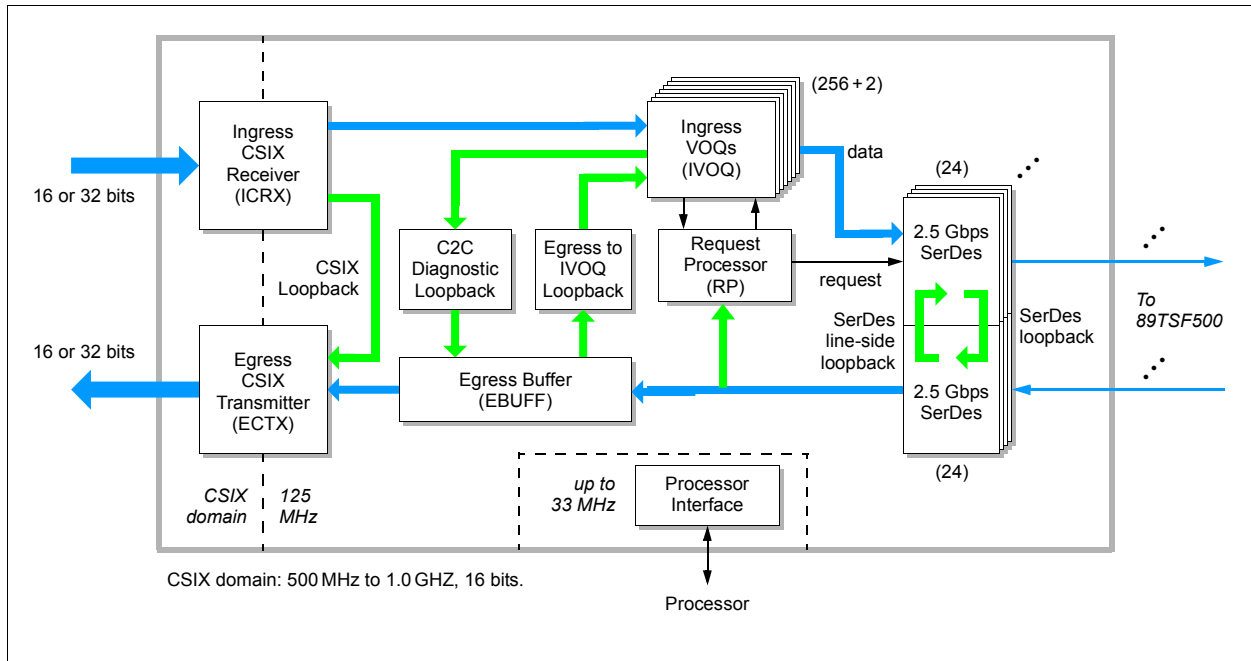 (256 + 2)
Ingress
CSIX
Receiver
(ICRX)
Ingress
VOQs
(IVOQ)
data
16 or 32 bits
(24)
2.5 Gbps
SerDes
CSIX
Loopback
C2C
Diagnostic
Loopback
Egress to
IVOQ
Loopback
Request
Processor
(RP)
request
To
89TSF500
SerDes
line-side
loopback
SerDes
loopback
16 or 32 bits
Egress
CSIX
Transmitter
(ECTX)
Egress Buffer
(EBUFF)
2.5 Gbps
SerDes
(24)
CSIX
domain
125
MHz
up to
33 MHz
Processor
Interface
CSIX domain: 500 MHz to 1.0 GHZ, 16 bits.
Processor